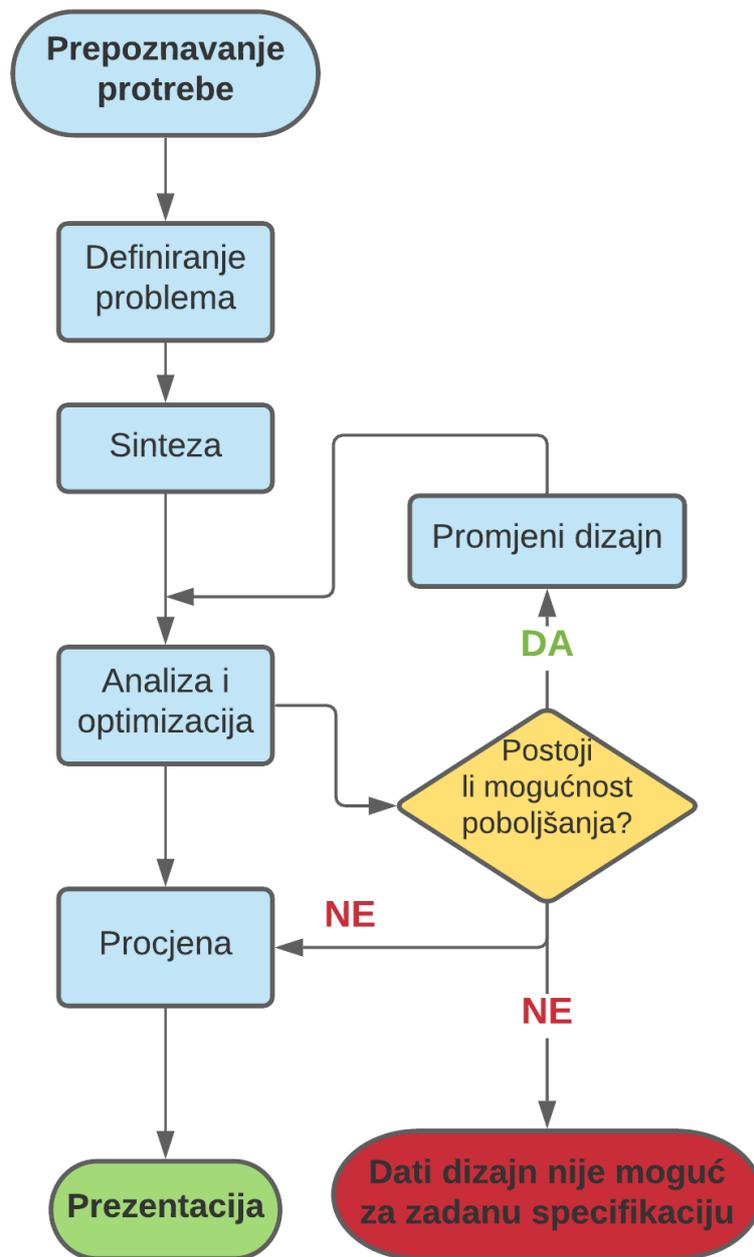 Prepoznavanje
protrebe
Definiranje
problema
Sinteza
Promjeni dizajn
DA
Analiza i
optimizacija
Postoji
li mogućnost
poboljšanja?
NE
Procjena
NE
Dati dizajn nije moguć
za zadanu specifikaciju
Prezentacija